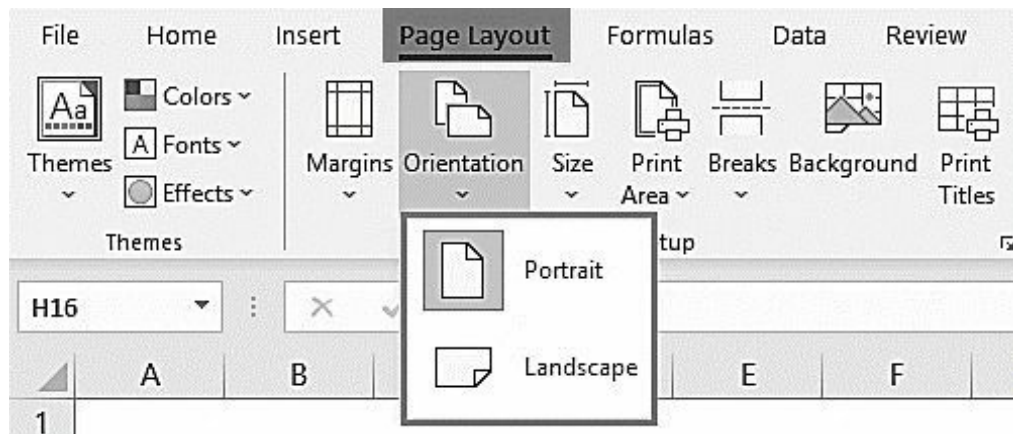 File Home Insert Page Layout Formulas Data Review
Aa Colors
A Fonts
Themes Margins Orientation Size Print Breaks Background Print
Effects Area Titles
Themes tup
Portrait
H16
Landscape
A B E F
1